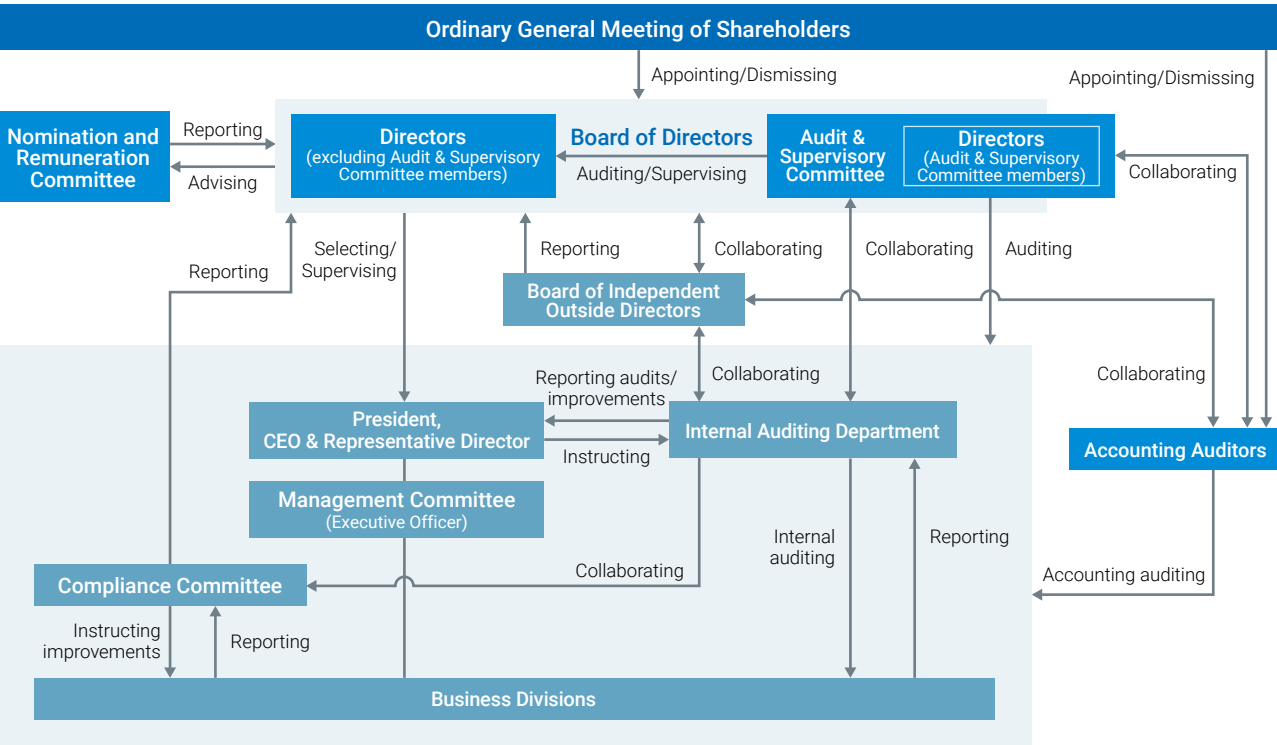 Ordinary General Meeting of Shareholders
Appointing/Dismissing
Appointing/Dismissing
Nomination and
Remuneration
Committee
Reporting
Advising
Directors
(excluding Audit & Supervisory
Committee members)
Board of Directors
Auditing/Supervising
Audit &
Supervisory
Committee
Directors
(Audit & Supervisory
Committee members)
Collaborating
Reporting
Selecting/
Supervising
Reporting
Collaborating
Collaborating
Auditing
Board of Independent
Outside Directors
Reporting audits/
improvements
Collaborating
Collaborating
President,
CEO & Representative Director
Instructing
Internal Auditing Department
Accounting Auditors
Management Committee
(Executive Officer)
Internal
auditing
Reporting
Collaborating
Accounting auditing
Compliance Committee
Instructing
improvements
Reporting
Business Divisions